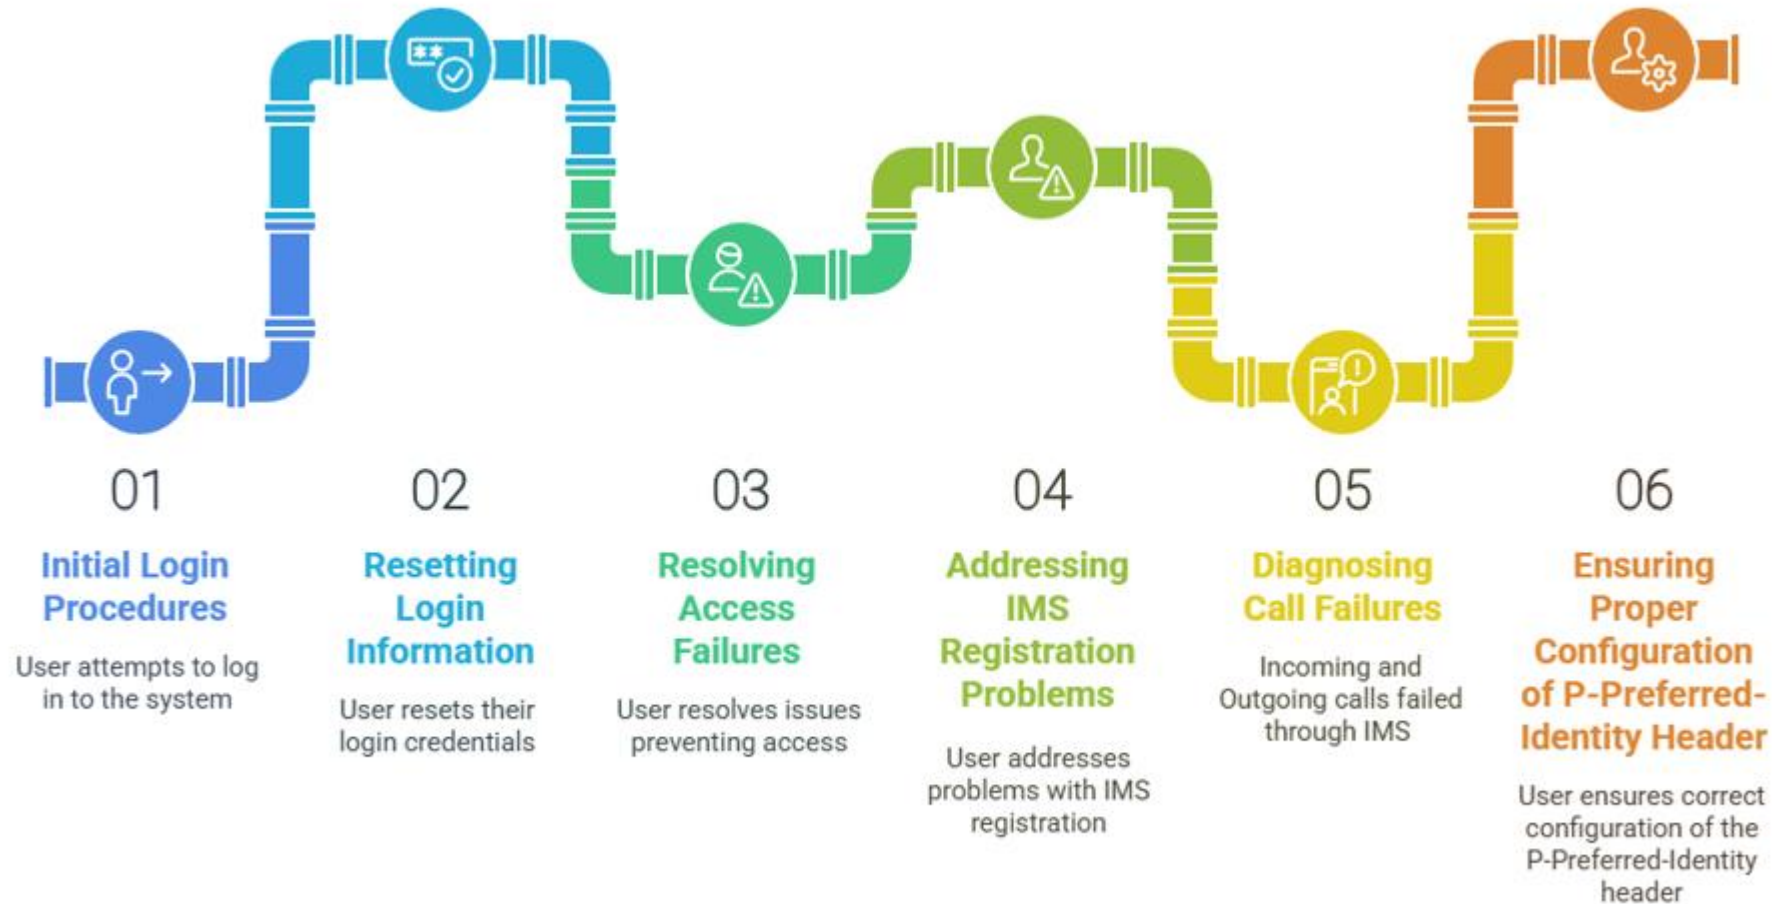 **
01
Initial Login
Procedures
User attempts to log
in to the system
02
Resetting
Login
Information
User resets their
login credentials
03
Resolving
Access
Failures
User resolves issues
preventing access
04
Addressing
IMS
Registration
Problems
User addresses
problems with IMS
registration
05
Diagnosing
Call Failures
Incoming and
Outgoing calls failed
through IMS
06
Ensuring
Proper
Configuration
of P-Preferred-
Identity Header
User ensures correct
configuration of the
P-Preferred-Identity
header